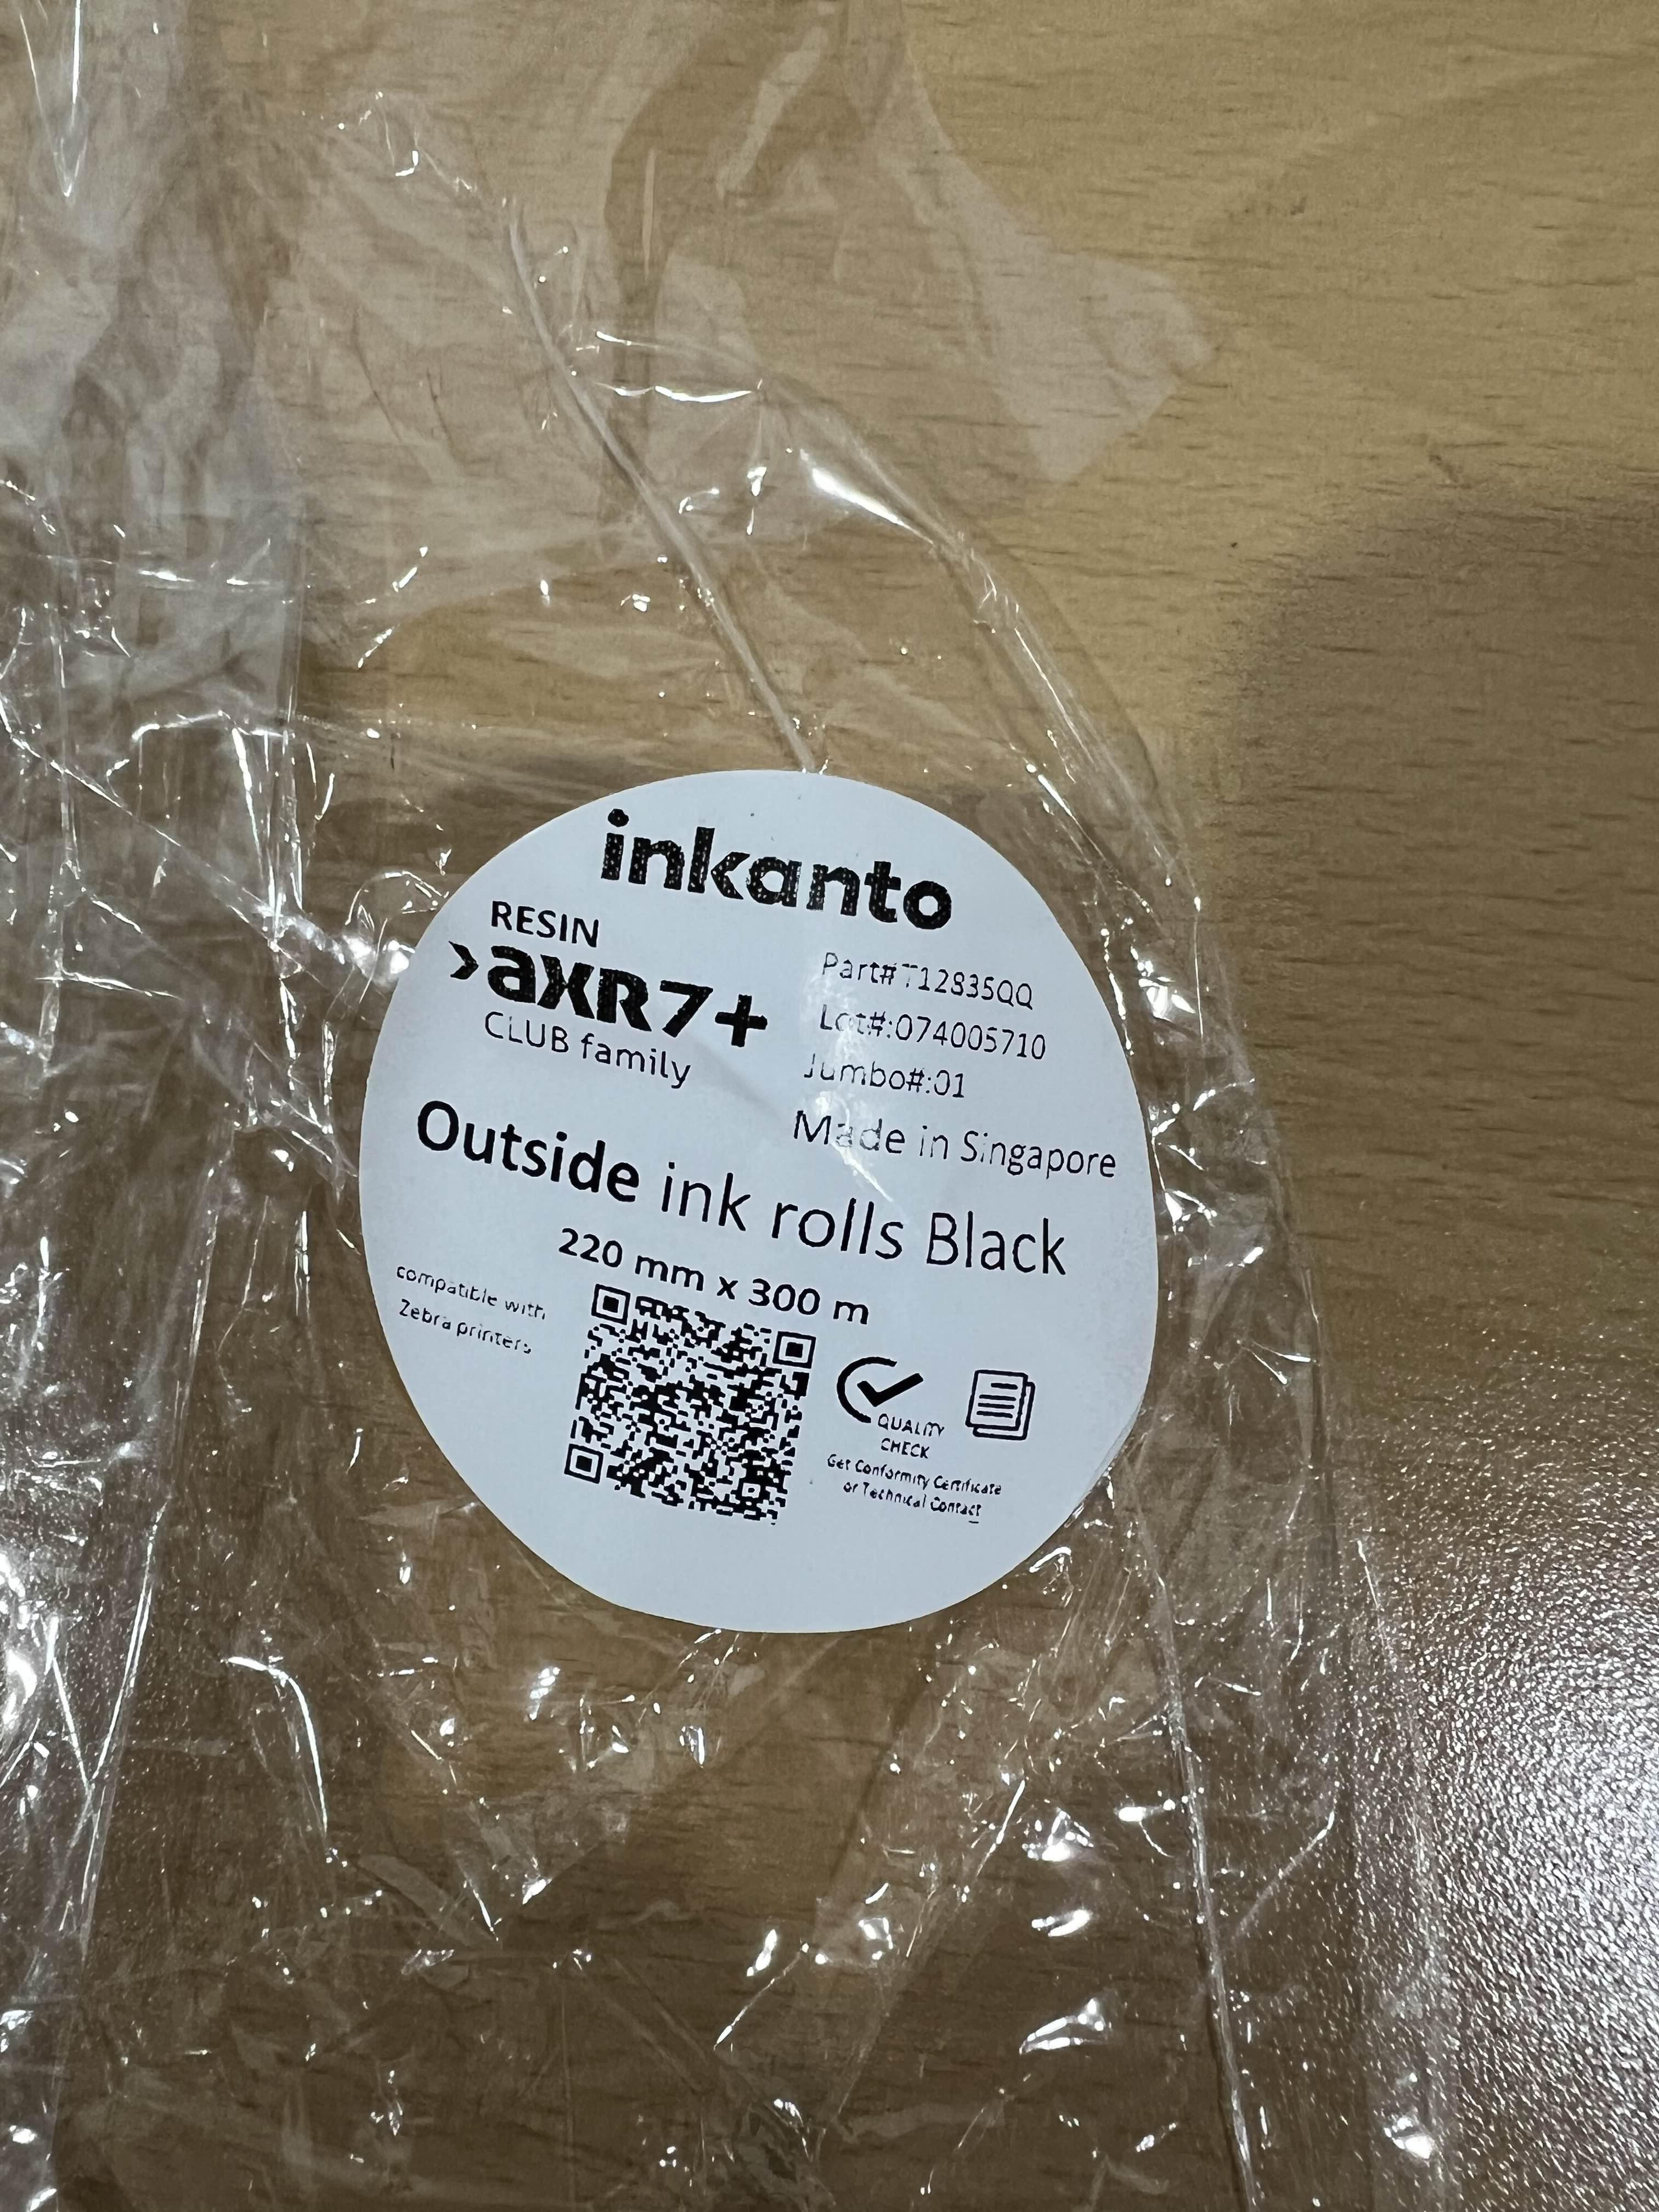 inkanto
RESIN
>aXR7+
CLUB family
Part#T12835QQ
Lot#:074005710
Jumbo#:01
Made in Singapore
Outside ink rolls Black
220 mm x 300 m
compatible with
Zebra printers
QUALITY
CHECK
Get Conformity Certificate
or Technical Contact